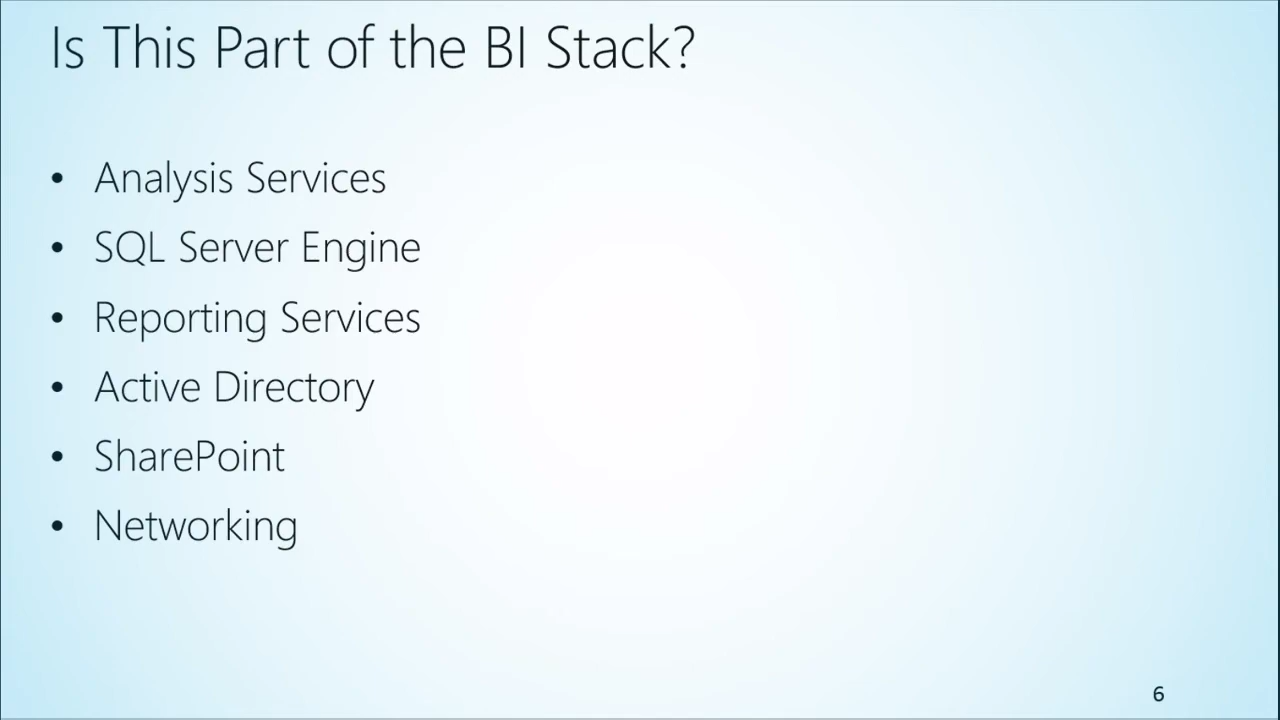 Is This Part of the BI Stack?
• Analysis Services
• SQL Server Engine
• Reporting Services
• Active Directory
• SharePoint
• Networking
6